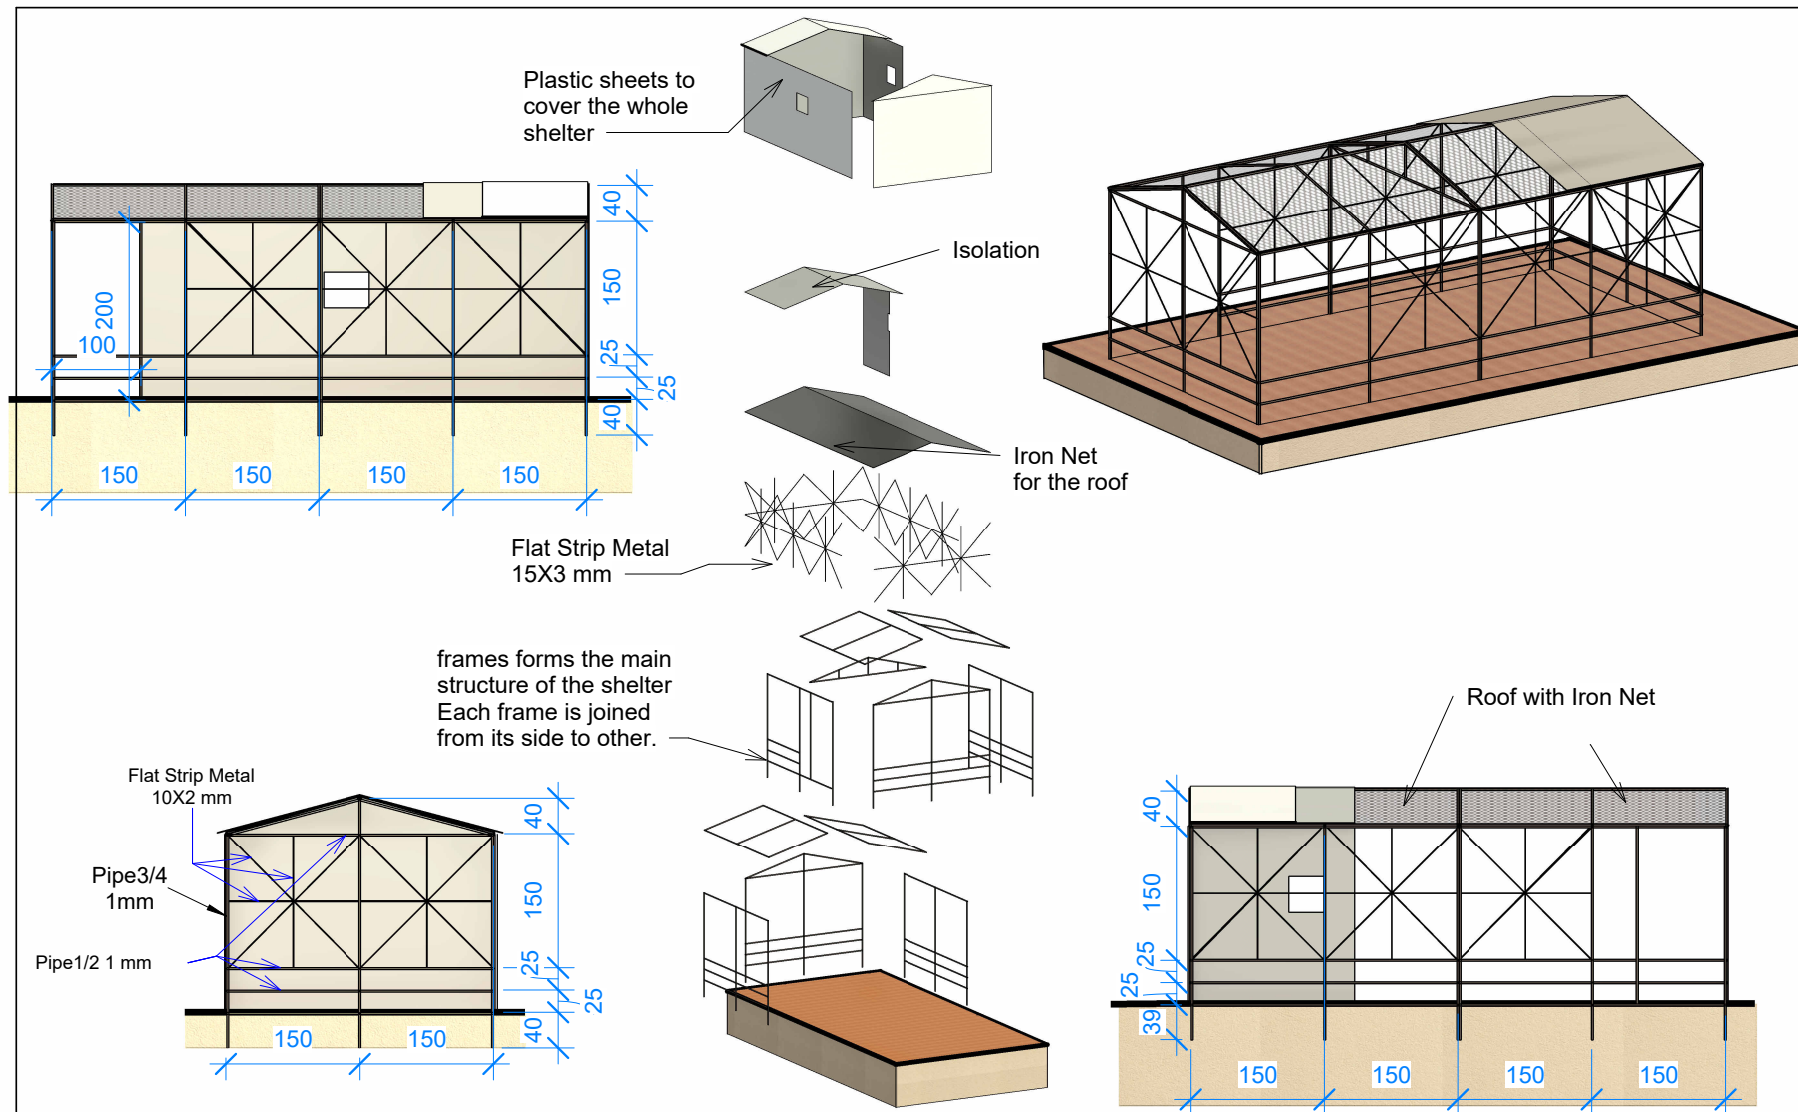 Plastic sheets to
cover the whole
shelter
Isolation
Iron Net
for the roof
Flat Strip Metal
15X3 mm
frames forms the main
structure of the shelter
Each frame is joined
from its side to other.
40
150
25
25
40
200
100
150
150
150
150
Flat Strip Metal
10X2 mm
Pipe3/4
1mm
Pipe1/2 1 mm
40
150
25
25
40
150
150
Roof with Iron Net
40
150
25
25
39
150
150
150
150